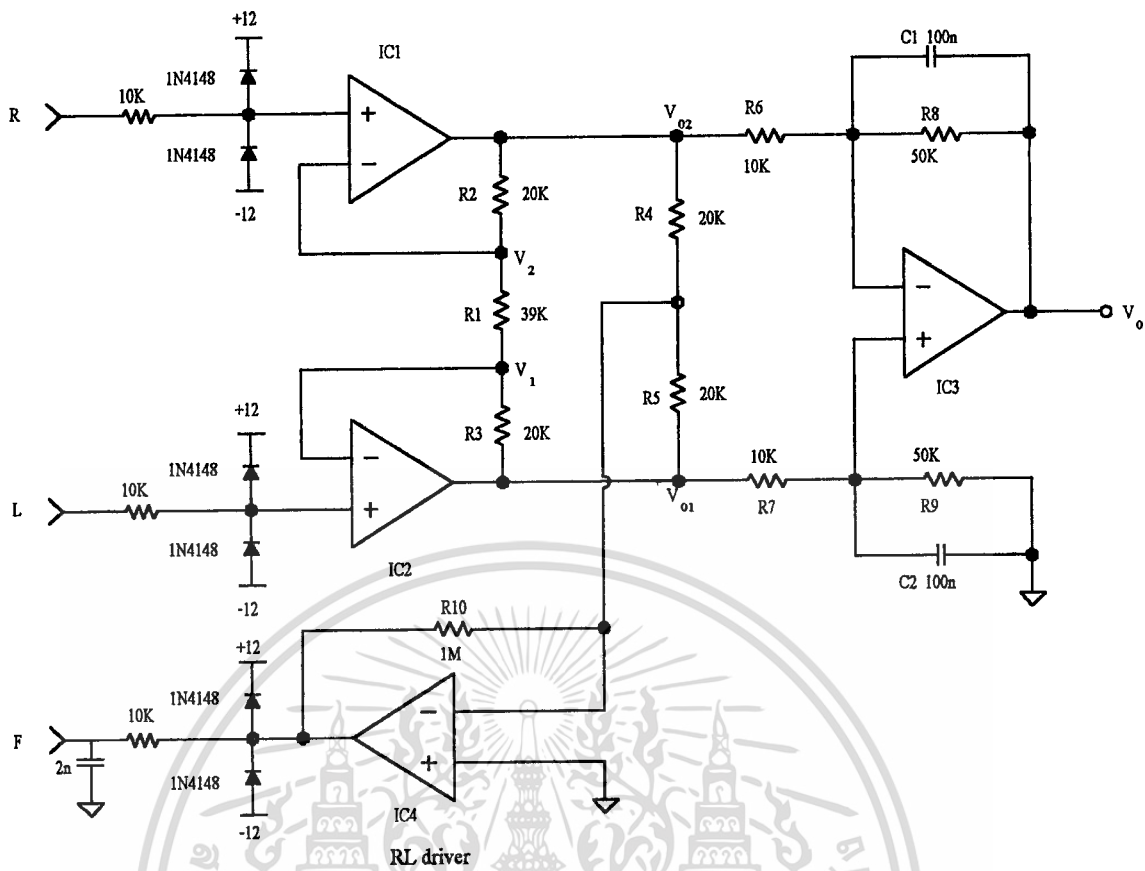 +12
IC1
C1 100n
1N4148
10K
R
V02
R6
R8
+
1N4148
−
10K
50K
R2
20K
R4
20K
-12
V2
−
R1
39K
V0
+
V1
R5
20K
IC3
+12
R3
20K
1N4148
−
10K
50K
10K
L
+
V01
R7
R9
1N4148
IC2
C2 100n
-12
R10
+12
1M
1N4148
−
10K
F
2n
+
1N4148
IC4
-12
RL driver